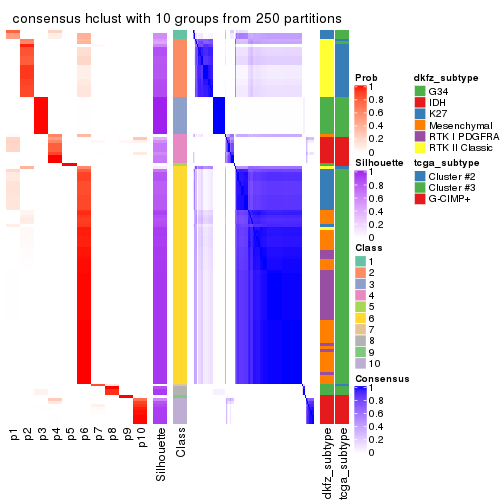 consensus hclust with 10 groups from 250 partitions
p1
p2
p3
p4
p5
p6
p7
p8
p9
p10
Silhouette
Class
dkfz_subtype
tcga_subtype
Prob
1
0.8
0.6
0.4
0.2
0
Silhouette
1
0.8
0.6
0.4
0.2
0
Class
1
2
3
4
5
6
7
8
9
10
Consensus
1
0.8
0.6
0.4
0.2
0
dkfz_subtype
G34
IDH
K27
Mesenchymal
RTK I PDGFRA
RTK II Classic
tcga_subtype
Cluster #2
Cluster #3
G-CIMP+